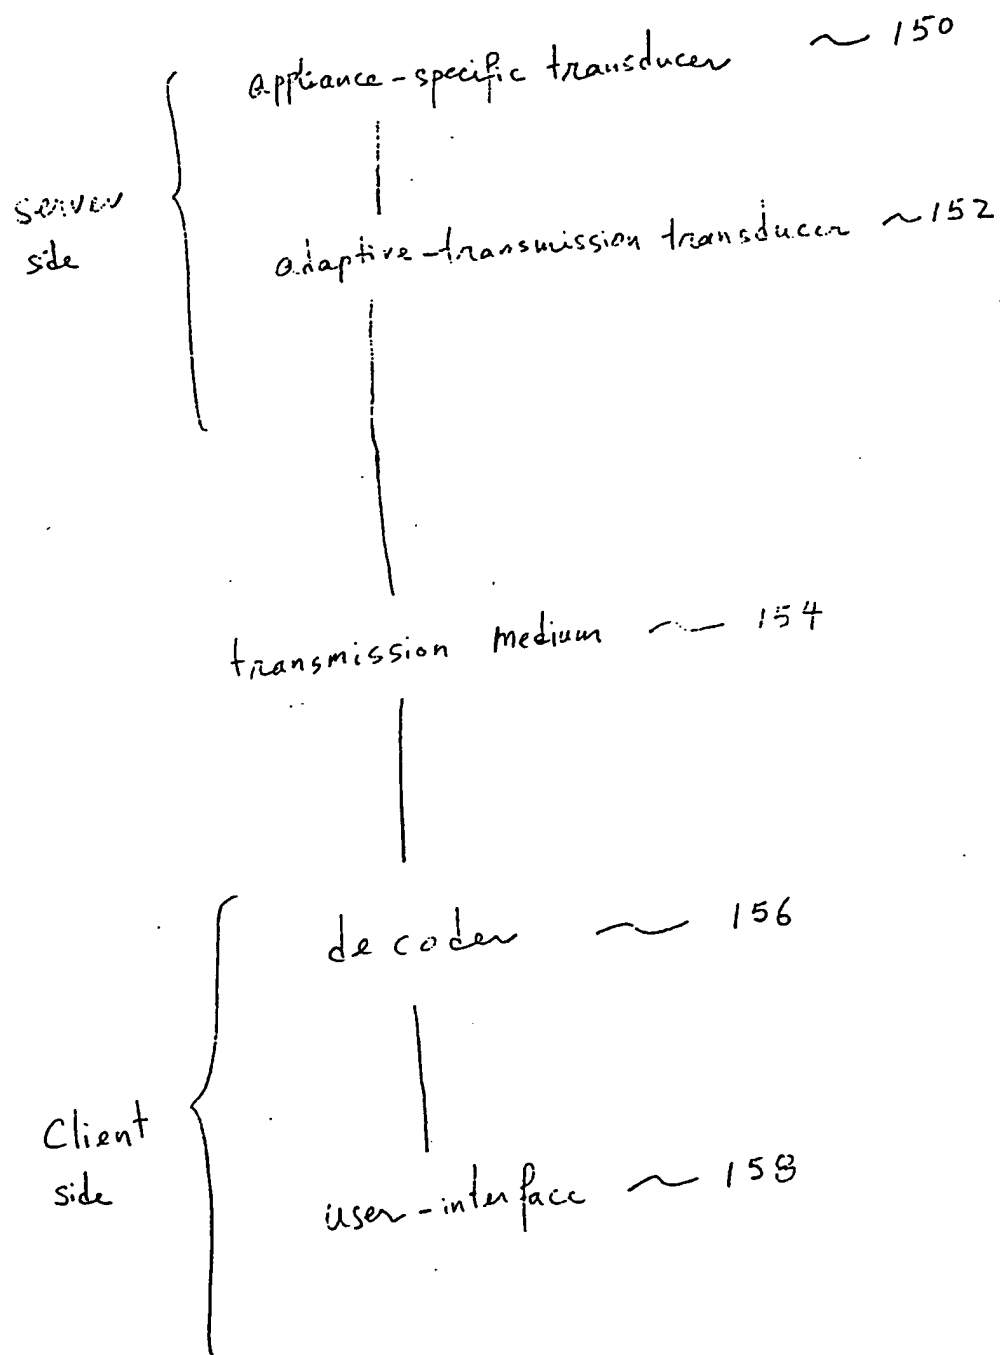 appliance-specific transducer ~ 150
server
side
adaptive-transmission transducer ~152
transmission medium ~ 154
decoder ~ 156
Client
side
user-interface ~ 158